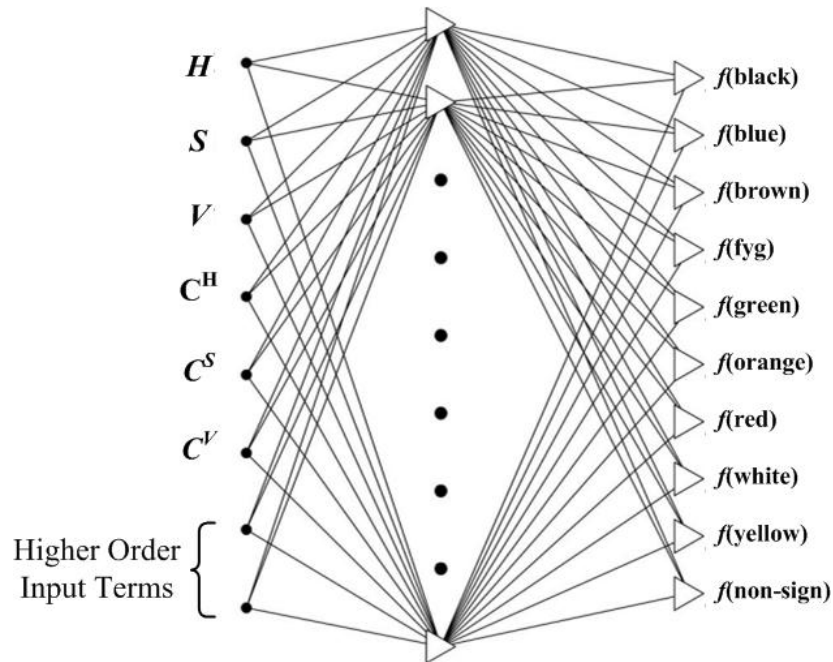 H
S
V
C^H
C^S
C^V
Higher Order
Input Terms
f(black)
f(blue)
f(brown)
f(fyg)
f(green)
f(orange)
f(red)
f(white)
f(yellow)
f(non-sign)